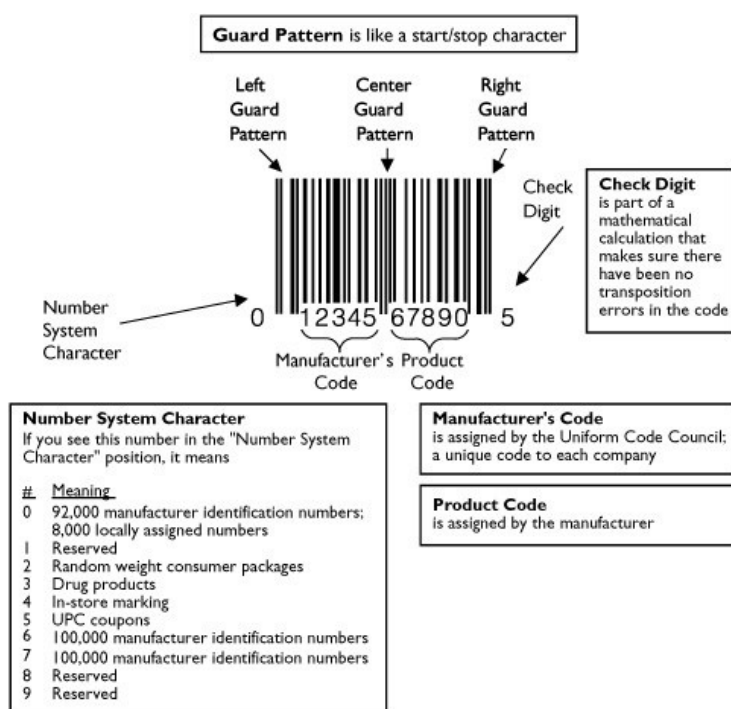 Guard Pattern is like a start/stop character
Left
Guard
Pattern
Center
Guard
Pattern
Right
Guard
Pattern
Check
Digit
Check Digit
is part of a
mathematical
calculation that
makes sure there
have been no
transposition
errors in the code
Number
System
Character
0 12345 67890 5
Manufacturer's Product
Code Code
Number System Character
If you see this number in the "Number System
Character" position, it means
# Meaning
0 92,000 manufacturer identification numbers;
8,000 locally assigned numbers
1 Reserved
2 Random weight consumer packages
3 Drug products
4 In-store marking
5 UPC coupons
6 100,000 manufacturer identification numbers
7 100,000 manufacturer identification numbers
8 Reserved
9 Reserved
Manufacturer's Code
is assigned by the Uniform Code Council;
a unique code to each company
Product Code
is assigned by the manufacturer